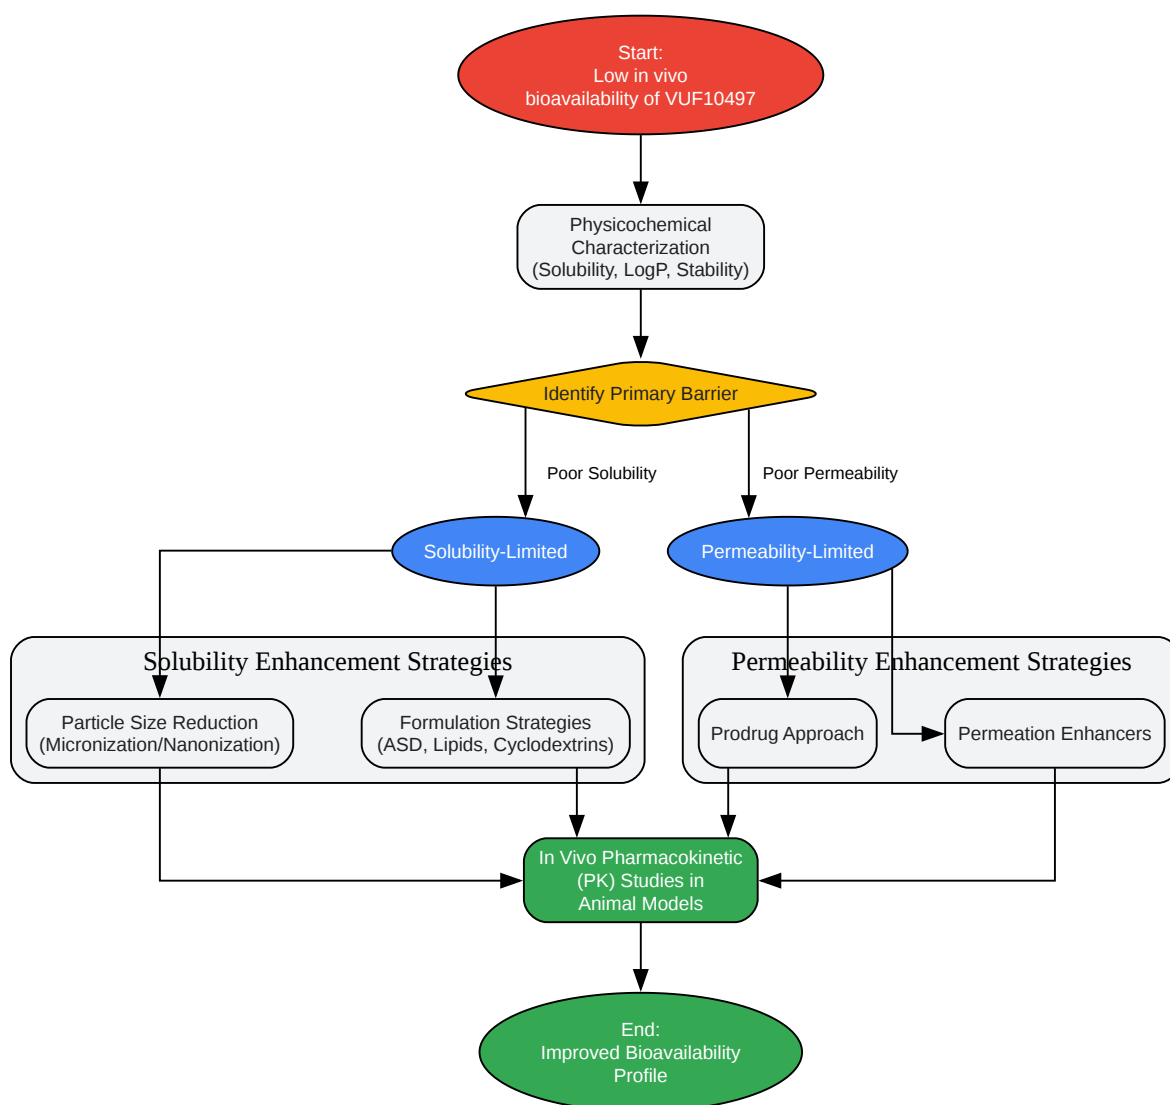 Start:
Low in vivo
bioavailability of VUF10497
Physicochemical
Characterization
(Solubility, LogP, Stability)
Identify Primary Barrier
Poor Solubility
Poor Permeability
Solubility-Limited
Permeability-Limited
Solubility Enhancement Strategies
Permeability Enhancement Strategies
Particle Size Reduction
(Micronization/Nanonization)
Formulation Strategies
(ASD, Lipids, Cyclodextrins)
Prodrug Approach
Permeation Enhancers
In Vivo Pharmacokinetic
(PK) Studies in
Animal Models
End:
Improved Bioavailability
Profile